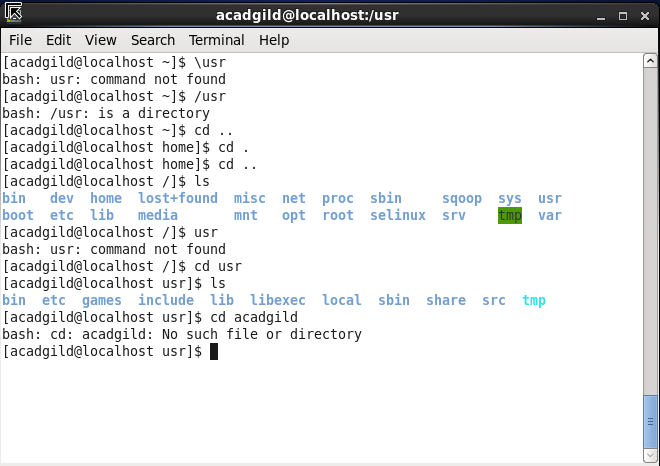 acadgild@localhost:/usr
File Edit View Search Terminal Help
[acadgild@localhost ~]$ \usr
bash: usr: command not found
[acadgild@localhost ~]$ /usr
bash: /usr: is a directory
[acadgild@localhost ~]$ cd ..
[acadgild@localhost home]$ cd .
[acadgild@localhost home]$ cd ..
[acadgild@localhost /]$ ls
bin dev home lost+found misc net proc sbin sqoop sys usr
boot etc lib media mnt opt root selinux srv tmp var
[acadgild@localhost /]$ usr
bash: usr: command not found
[acadgild@localhost /]$ cd usr
[acadgild@localhost usr]$ ls
bin etc games include lib libexec local sbin share src tmp
[acadgild@localhost usr]$ cd acadgild
bash: cd: acadgild: No such file or directory
[acadgild@localhost usr]$